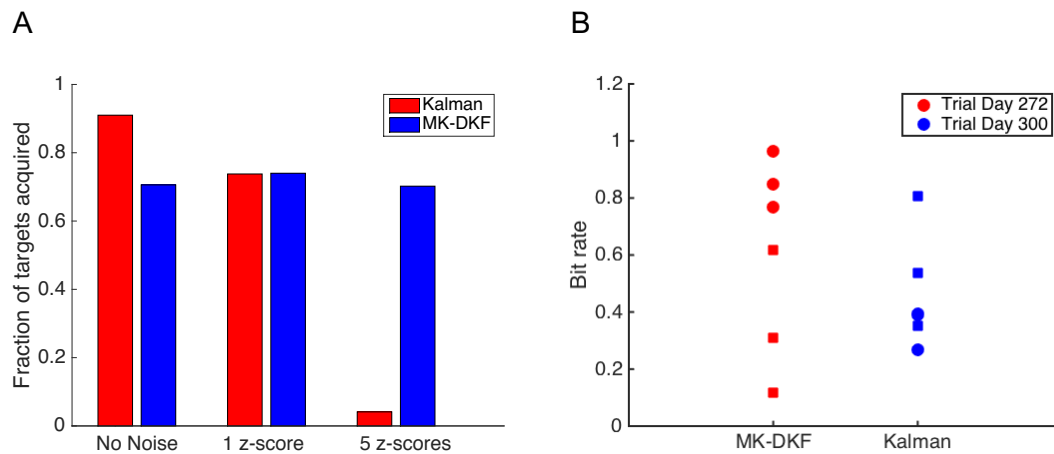 A
Fraction of targets acquired
1
0.8
0.6
0.4
0.2
0
Kalman
MK-DKF
No Noise
1 z-score
5 z-scores
B
Bit rate
1.2
1
0.8
0.6
0.4
0.2
0
Trial Day 272
Trial Day 300
MK-DKF
Kalman